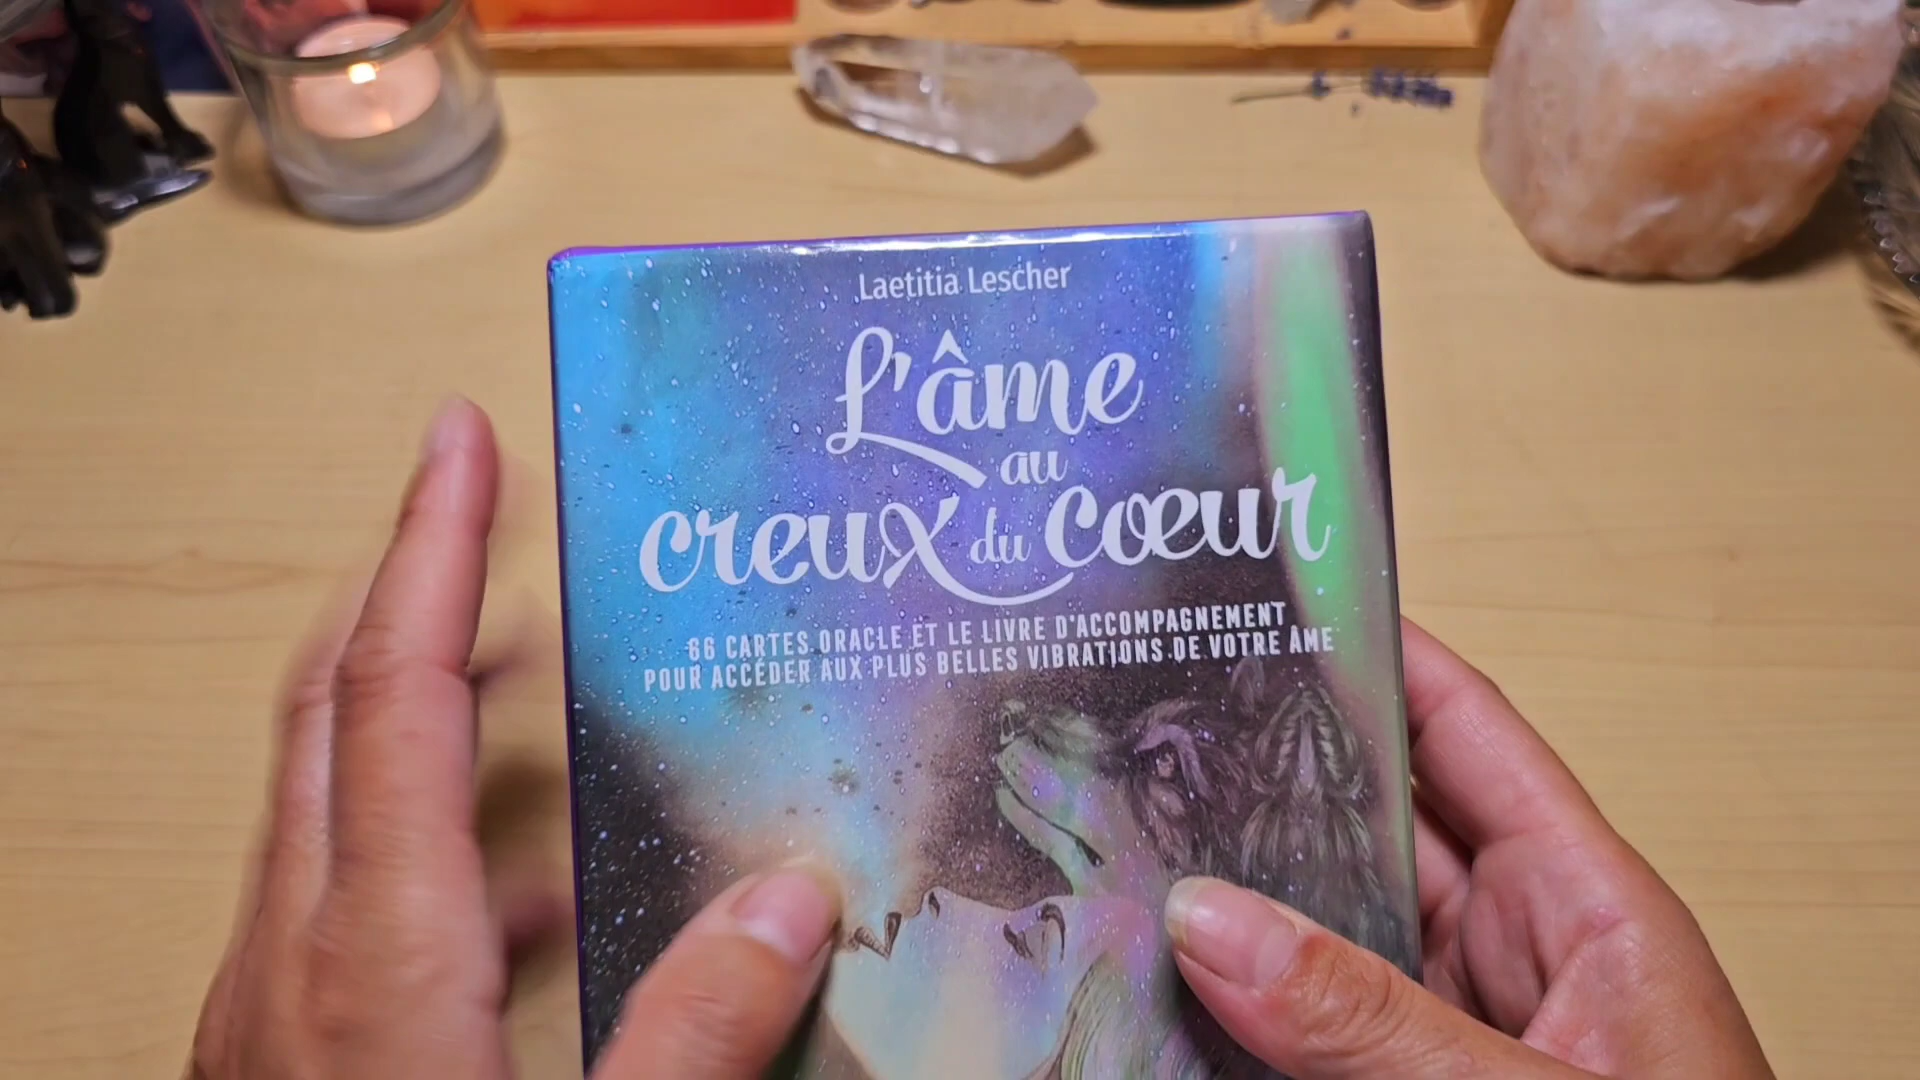 Laetitia Lescher
L'âme
au
creux du cœur
66 CARTES ORACLE ET LE LIVRE D'ACCOMPAGNEMENT
POUR ACCÉDER AUX PLUS BELLES VIBRATIONS DE VOTRE ÂME